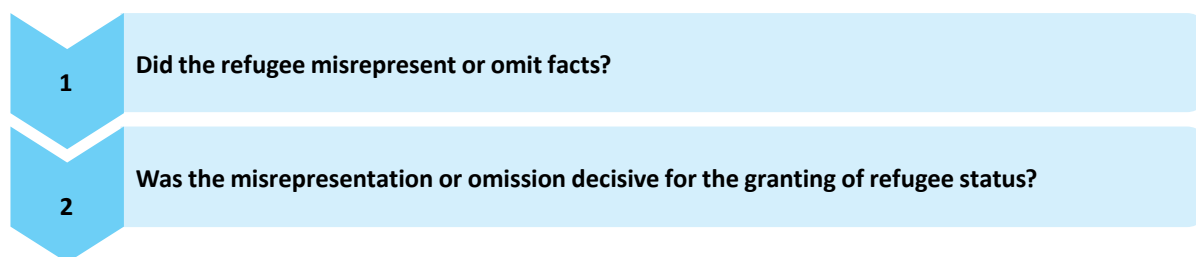 1
Did the refugee misrepresent or omit facts?
2
Was the misrepresentation or omission decisive for the granting of refugee status?